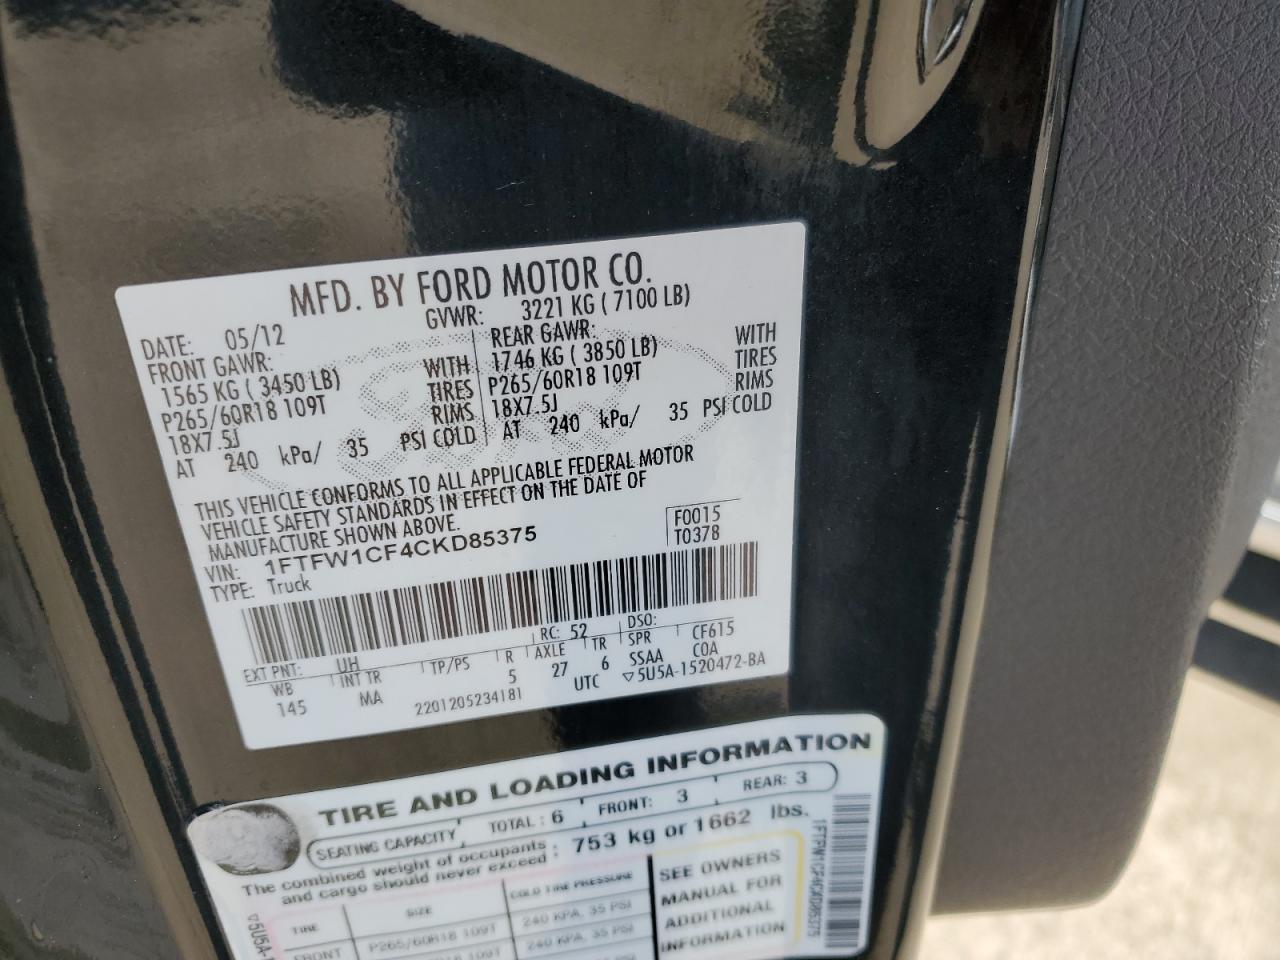 MFD. BY FORD MOTOR CO.
DATE: 05/12 GVWR: 3221 KG ( 7100 LB)
FRONT GAWR: REAR GAWR:
1565 KG ( 3450 LB) WITH 1746 KG ( 3850 LB) WITH
P265/60R18 109T TIRES P265/60R18 109T TIRES
18X7.5J RIMS 18X7.5J RIMS
AT 240 kPa/ 35 PSI COLD AT 240 kPa/ 35 PSI COLD
THIS VEHICLE CONFORMS TO ALL APPLICABLE FEDERAL MOTOR
VEHICLE SAFETY STANDARDS IN EFFECT ON THE DATE OF
MANUFACTURE SHOWN ABOVE.
VIN: 1FTFW1CF4CKD85375 F0015
TYPE: Truck T0378
EXT PNT: UH RC: 52 DSO:
WB INT TR TP/PS R AXLE TR SPR CF615
145 MA 5 27 6 SSAA COA
2201205234181 UTC ▽5U5A-1520472-BA
TIRE AND LOADING INFORMATION
SEATING CAPACITY TOTAL : 6 FRONT: 3 REAR: 3
The combined weight of occupants : 753 kg or 1662 lbs.
and cargo should never exceed
TIRE SIZE COLD TIRE PRESSURE SEE OWNERS
FRONT P265/60R18 109T 240 KPA, 35 PSI MANUAL FOR
240 KPA, 35 PSI ADDITIONAL
INFORMATION
1FTFW1CF4CKD85375
▽5U5A-